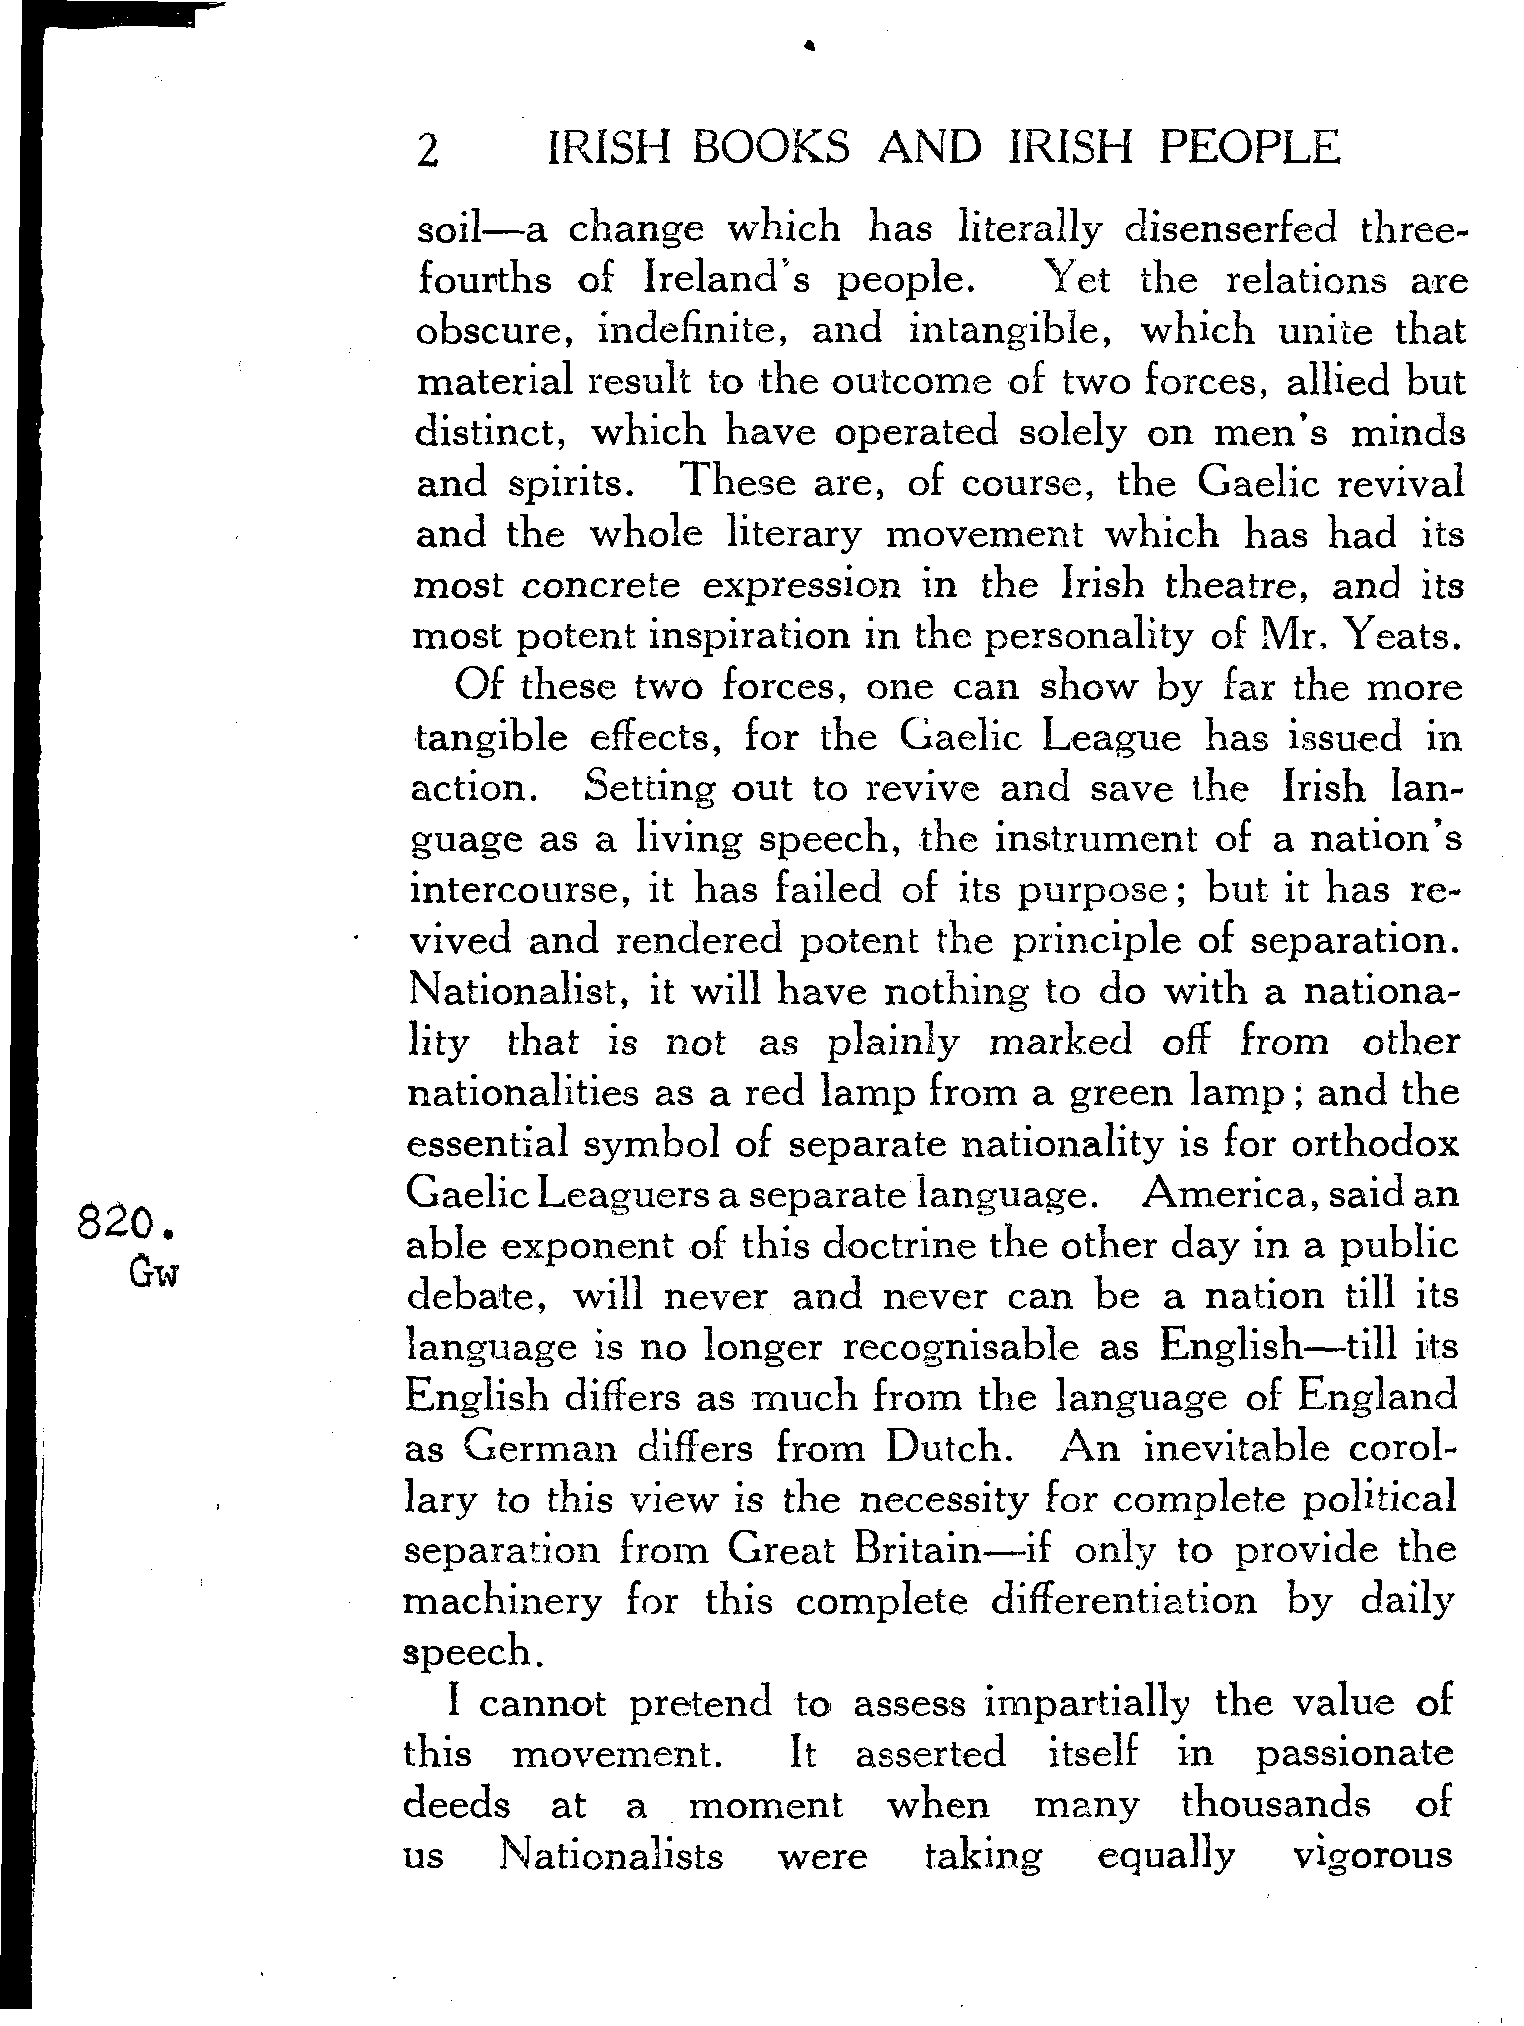 2 IRISH BOOKS AND IRISH PEOPLE
soil—a change which has literally disenserfed three-
fourths of Ireland's people. Yet the relations are
obscure, indefinite, and intangible, which unite that
material result to the outcome of two forces, allied but
distinct, which have operated solely on men's minds
and spirits. These are, of course, the Gaelic revival
and the whole literary movement which has had its
most concrete expression in the Irish theatre, and its
most potent inspiration in the personality of Mr. Yeats.
Of these two forces, one can show by far the more
tangible effects, for the Gaelic League has issued in
action. Setting out to revive and save the Irish lan-
guage as a living speech, the instrument of a nation's
intercourse, it has failed of its purpose; but it has re-
vived and rendered potent the principle of separation.
Nationalist, it will have nothing to do with a nationa-
lity that is not as plainly marked off from other
nationalities as a red lamp from a green lamp; and the
essential symbol of separate nationality is for orthodox
Gaelic Leaguers a separate language. America, said an
able exponent of this doctrine the other day in a public
debate, will never and never can be a nation till its
language is no longer recognisable as English—till its
English differs as much from the language of England
as German differs from Dutch. An inevitable corol-
lary to this view is the necessity for complete political
separation from Great Britain—if only to provide the
machinery for this complete differentiation by daily
speech.
I cannot pretend to assess impartially the value of
this movement. It asserted itself in passionate
deeds at a moment when many thousands of
us Nationalists were taking equally vigorous
820.
Gw